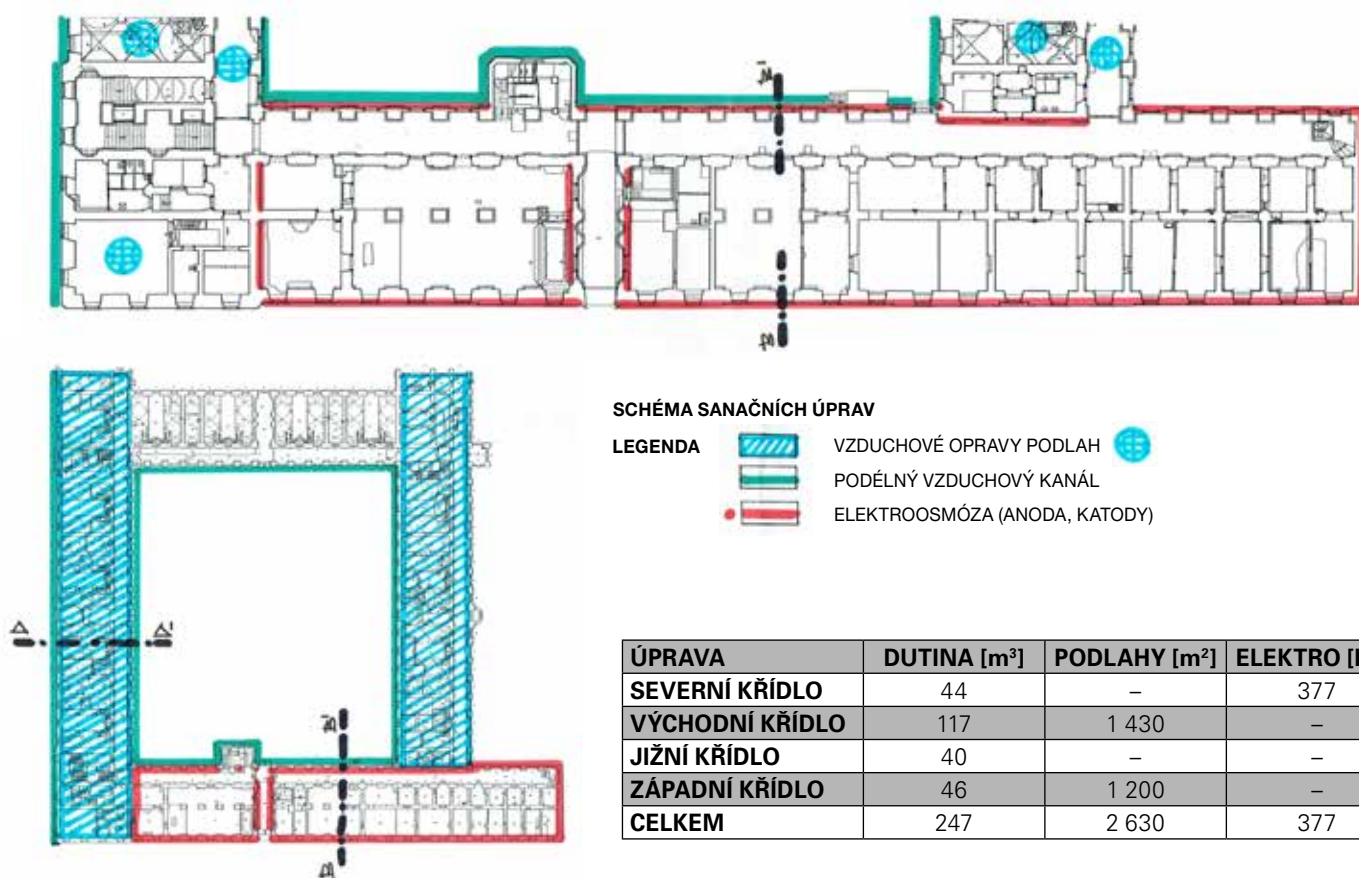 SCHÉMA SANAČNÍCH ÚPRAV
LEGENDA
VZDUCHOVÉ OPRAVY PODLAH
PODÉLNÝ VZDUCHOVÝ KANÁL
ELEKTROOSMÓZA (ANODA, KATODY)
ÚPRAVA DUTINA [m³] PODLAHY [m²] ELEKTRO [
SEVERNÍ KŘÍDLO 44 – 377
VÝCHODNÍ KŘÍDLO 117 1 430 –
JIŽNÍ KŘÍDLO 40 – –
ZÁPADNÍ KŘÍDLO 46 1 200 –
CELKEM 247 2 630 377